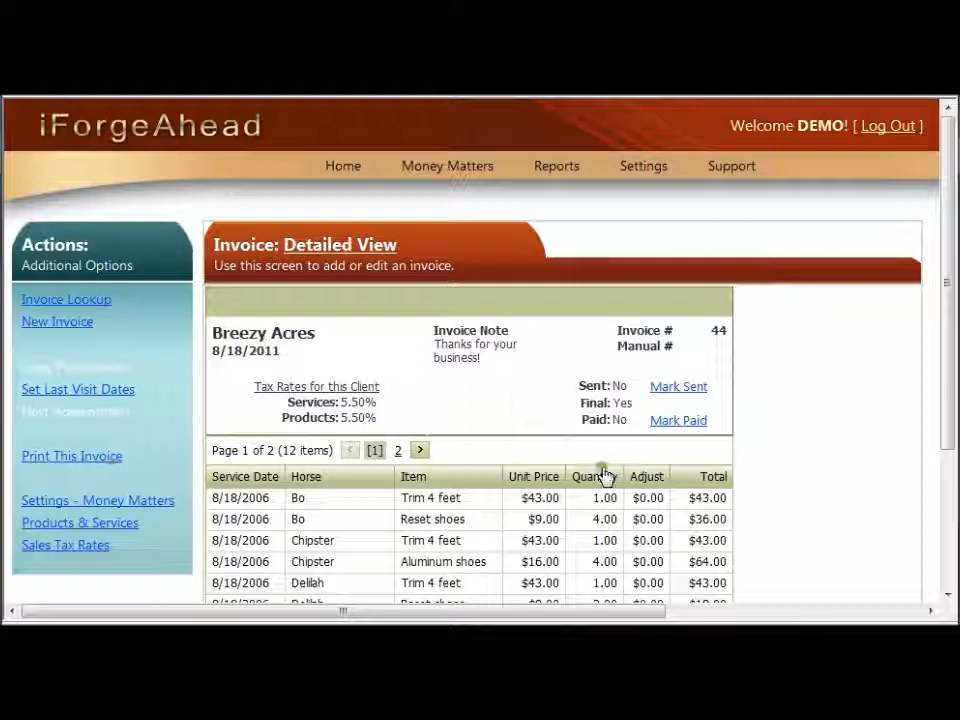 iForgeAhead
Welcome DEMO! [ Log Out ]
Home Money Matters Reports Settings Support
Actions:
Additional Options
Invoice Lookup
New Invoice
Set Last Visit Dates
Next Appointment
Print This Invoice
Settings - Money Matters
Products & Services
Sales Tax Rates
Invoice: Detailed View
Use this screen to add or edit an invoice.
Breezy Acres
8/18/2011
Invoice Note
Thanks for your
business!
Invoice # 44
Manual #
Tax Rates for this Client
Services: 5.50%
Products: 5.50%
Sent: No Mark Sent
Final: Yes
Paid: No Mark Paid
Page 1 of 2 (12 items) < [1] 2 >
Service Date Horse Item Unit Price Quantity Adjust Total
8/18/2006 Bo Trim 4 feet $43.00 1.00 $0.00 $43.00
8/18/2006 Bo Reset shoes $9.00 4.00 $0.00 $36.00
8/18/2006 Chipster Trim 4 feet $43.00 1.00 $0.00 $43.00
8/18/2006 Chipster Aluminum shoes $16.00 4.00 $0.00 $64.00
8/18/2006 Delilah Trim 4 feet $43.00 1.00 $0.00 $43.00